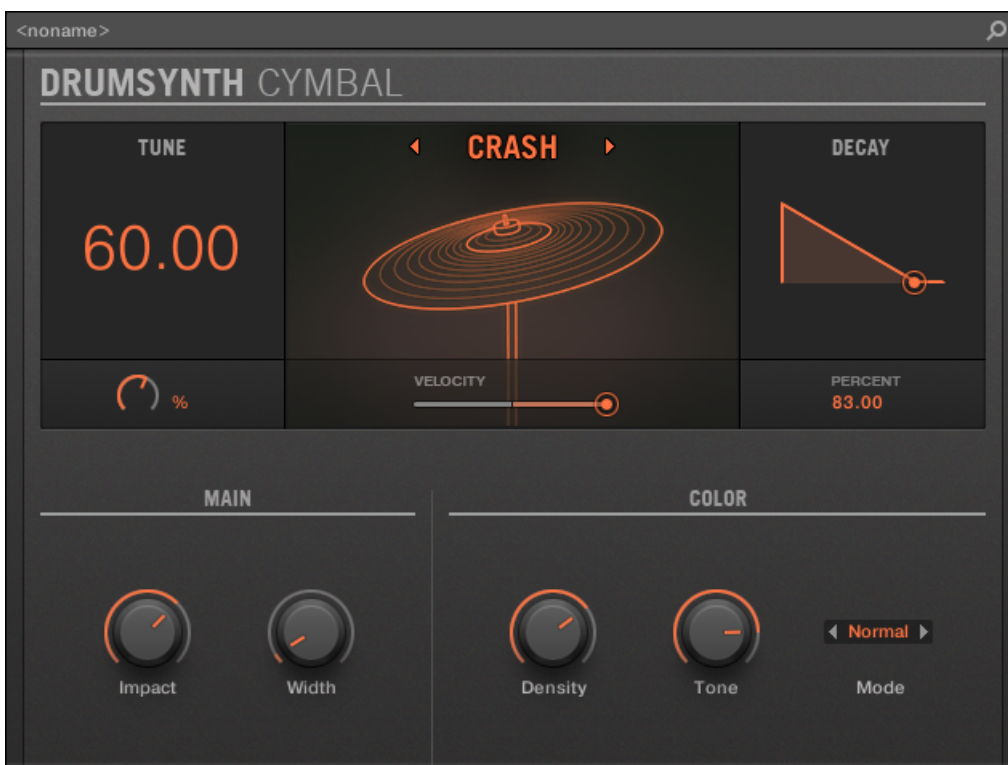 <noname>
DRUMSYNTH CYMBAL
TUNE
CRASH
DECAY
60.00
%
VELOCITY
PERCENT
83.00
MAIN
COLOR
Normal
Impact
Width
Density
Tone
Mode